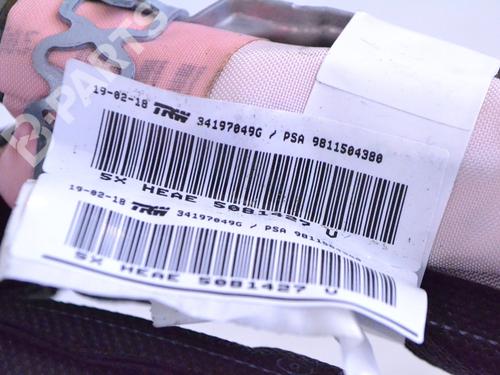 B-PARTS
19-02-18 TRW 34197049G / PSA 9811504380
SX HEAE 5081427 U
19-02-18 TRW 34197049G / PSA
SX HEAE 5081427 U